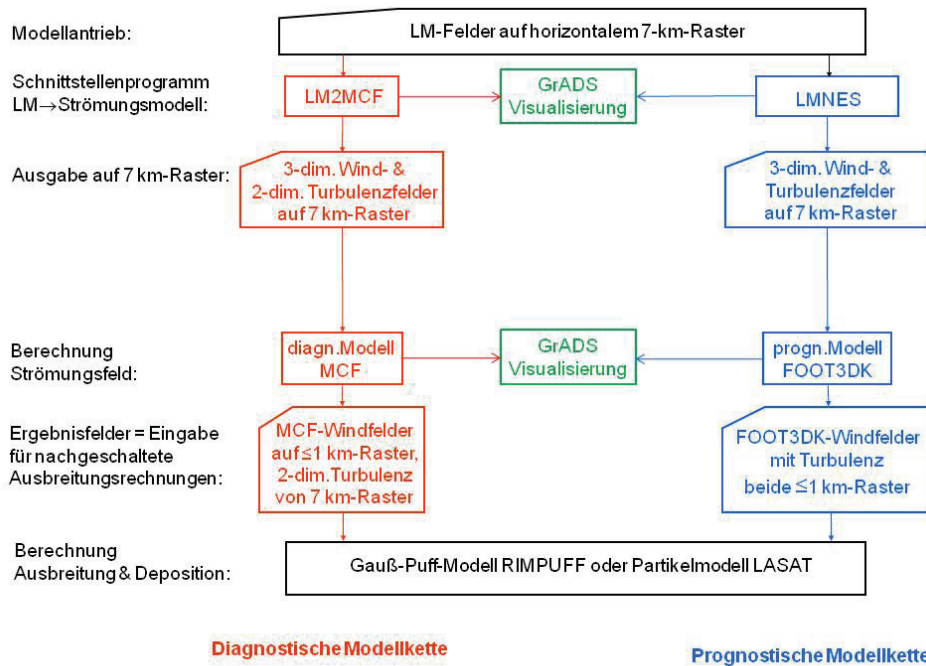 Modellantrieb:
LM-Felder auf horizontalem 7-km-Raster
Schnittstellenprogramm
LM→Strömungsmodell:
LM2MCF
GrADS
Visualisierung
LMNES
Ausgabe auf 7 km-Raster:
3-dim. Wind- &
2-dim. Turbulenzfelder
auf 7 km-Raster
3-dim. Wind- &
Turbulenzfelder
auf 7 km-Raster
Berechnung
Strömungsfeld:
diagn.Modell
MCF
GrADS
Visualisierung
progn.Modell
FOOT3DK
Ergebnisfelder = Eingabe
für nachgeschaltete
Ausbreitungsrechnungen:
MCF-Windfelder
auf ≤1 km-Raster,
2-dim.Turbulenz
von 7 km-Raster
FOOT3DK-Windfelder
mit Turbulenz
beide ≤1 km-Raster
Berechnung
Ausbreitung & Deposition:
Gauß-Puff-Modell RIMPUFF oder Partikelmodell LASAT
Diagnostische Modellkette
Prognostische Modellkette